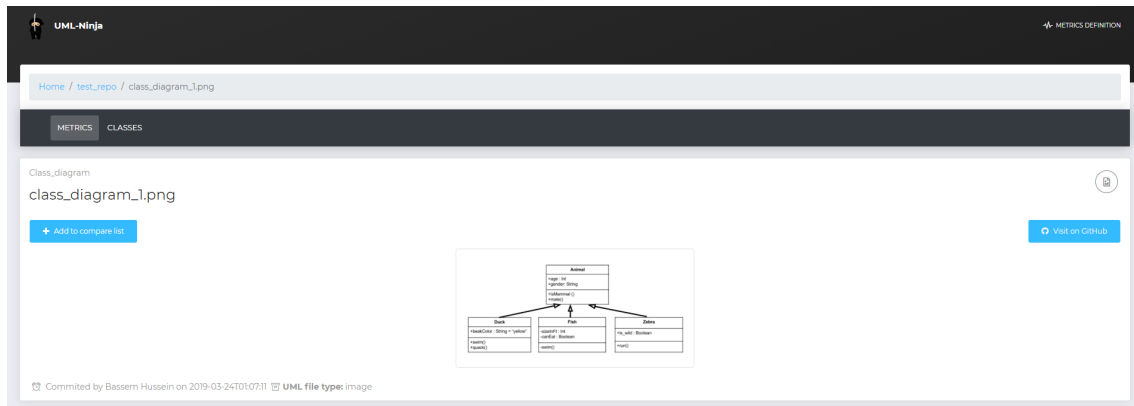 UML-Ninja
METRICS DEFINITION
Home / test_repo / class_diagram_1.png
METRICS CLASSES
Class_diagram
class_diagram_1.png
+ Add to compare list
Visit on GitHub
Animal
+age : Int
+gender: String
+isMammal ()
+mate()
Duck
+beakColor : String = "yellow"
+swim()
+quack()
Fish
-sizeInFt : Int
-canEat : Boolean
-swim()
Zebra
+is_wild : Boolean
+run()
Commited by Bassem Hussein on 2019-03-24T01:07:11 UML file type: image